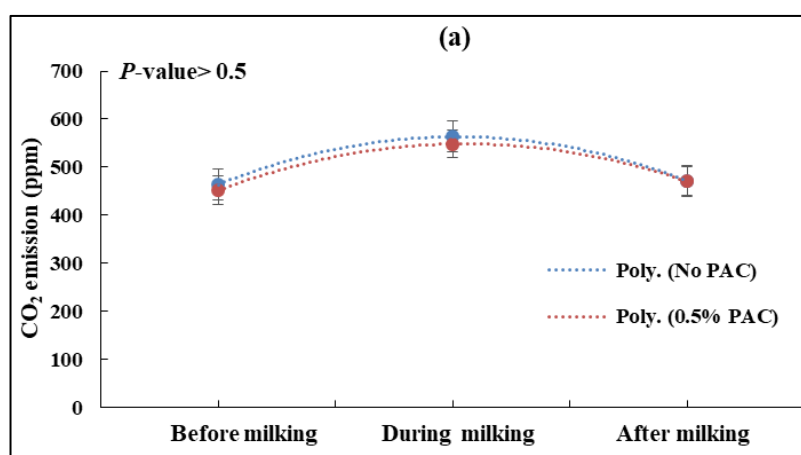 (a)
P-value> 0.5
700
600
500
400
300
200
100
0
CO₂ emission (ppm)
Poly. (No PAC)
Poly. (0.5% PAC)
Before milking During milking After milking